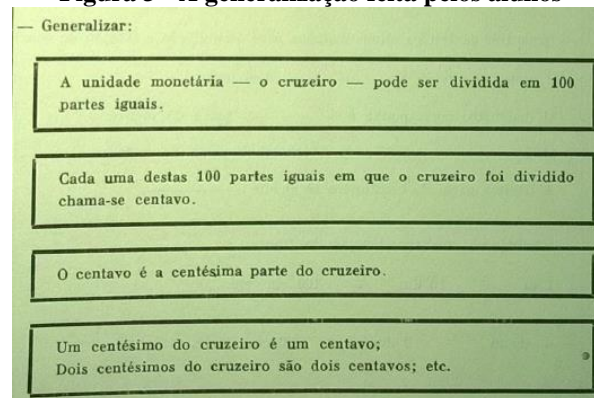 Figura 3 - A generalização feita pelos alunos
— Generalizar:
A unidade monetária — o cruzeiro — pode ser dividida em 100
partes iguais.
Cada uma destas 100 partes iguais em que o cruzeiro foi dividido
chama-se centavo.
O centavo é a centésima parte do cruzeiro.
Um centésimo do cruzeiro é um centavo;
Dois centésimos do cruzeiro são dois centavos; etc.